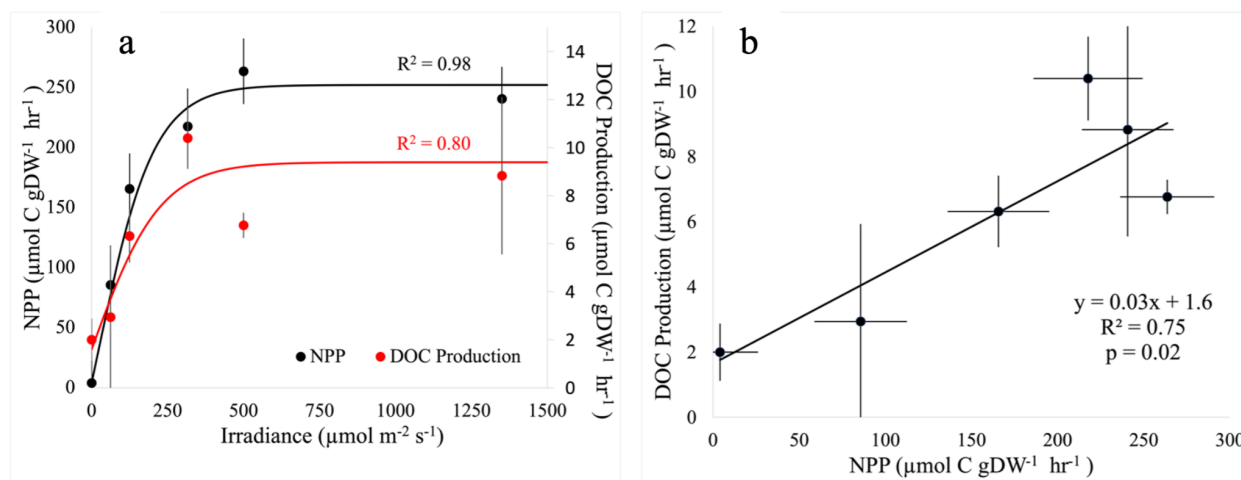 a
300
250
200
150
100
50
0
NPP (µmol C gDW⁻¹ hr⁻¹)
R² = 0.98
R² = 0.80
NPP
DOC Production
14
12
10
8
6
4
2
0
DOC Production (µmol C gDW⁻¹ hr⁻¹)
0 250 500 750 1000 1250 1500
Irradiance (µmol m⁻² s⁻¹)
b
12
10
8
6
4
2
0
DOC Production (µmol C gDW⁻¹ hr⁻¹)
y = 0.03x + 1.6
R² = 0.75
p = 0.02
0 50 100 150 200 250 300
NPP (µmol C gDW⁻¹ hr⁻¹)